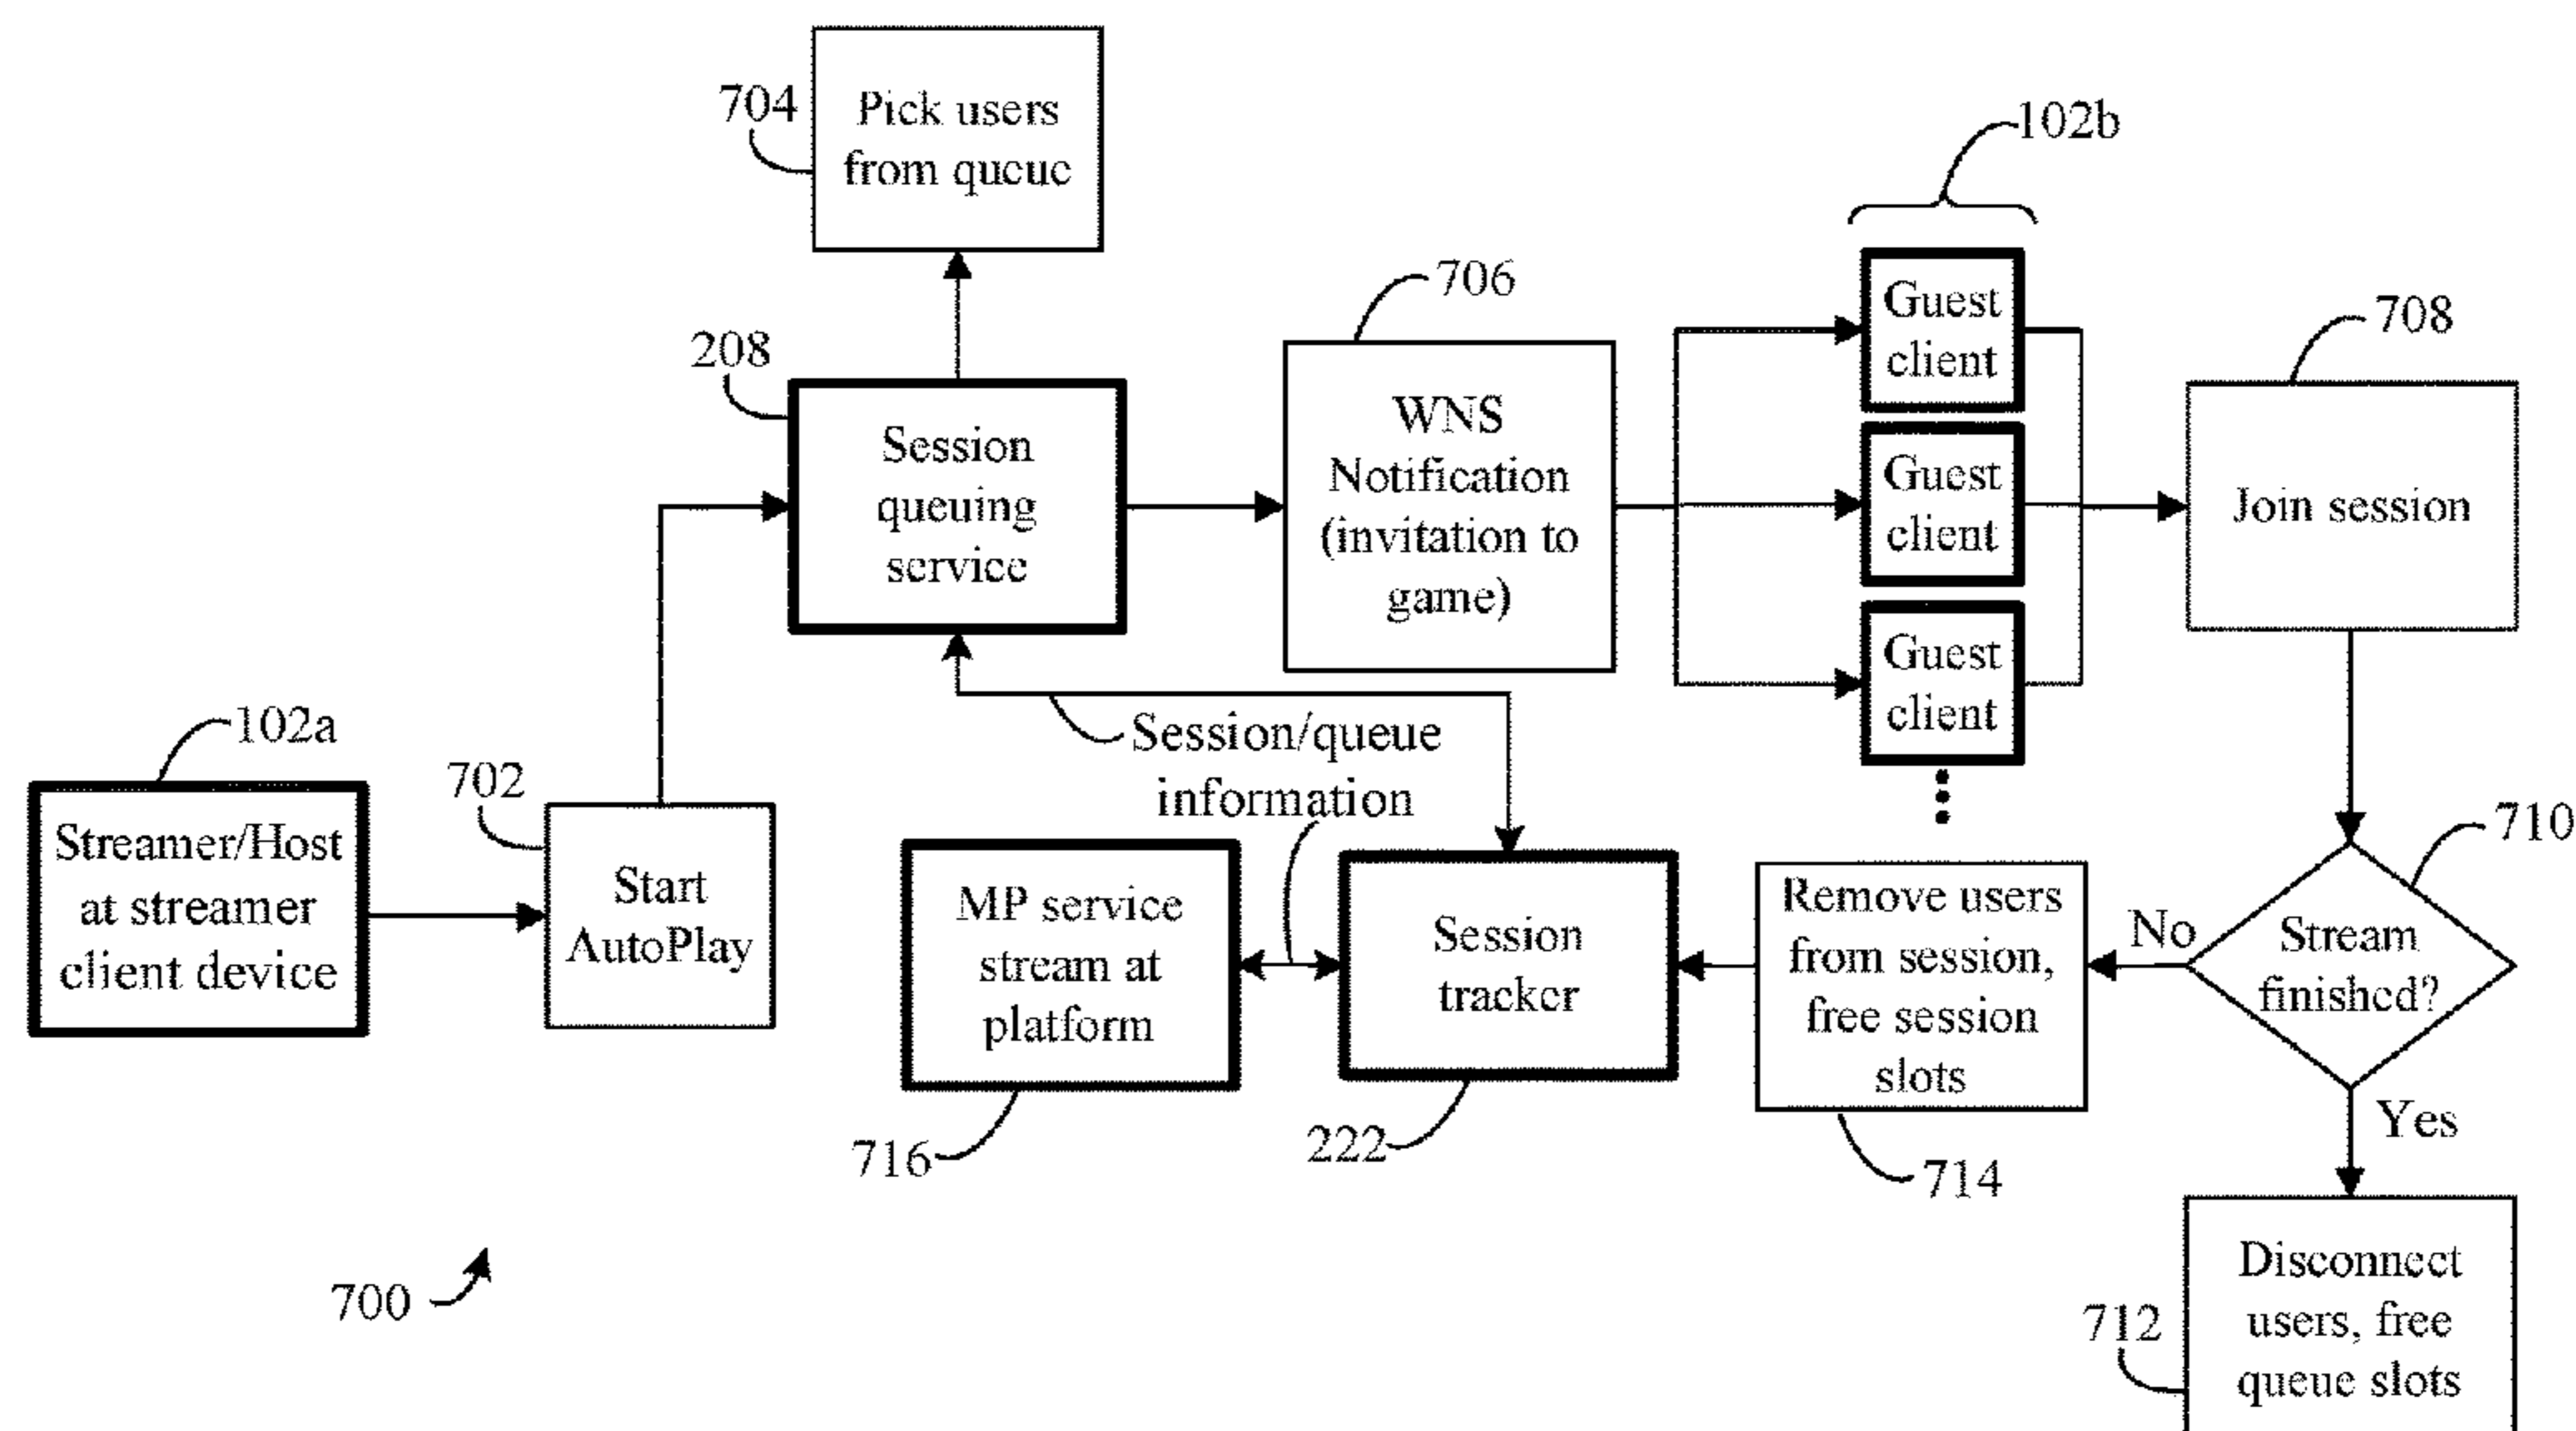 704
Pick users
from queue
102b
706
708
208
Guest
client
Session
queuing
service
WNS
Notification
(invitation to
game)
Guest
client
Join session
Guest
client
102a
702
Session/queue
information
Streamer/Host
at streamer
client device
Start
AutoPlay
MP service
stream at
platform
Session
tracker
Remove users
from session,
free session
slots
No
Stream
finished?
710
Yes
716
222
714
700
712
Disconnect
users, free
queue slots